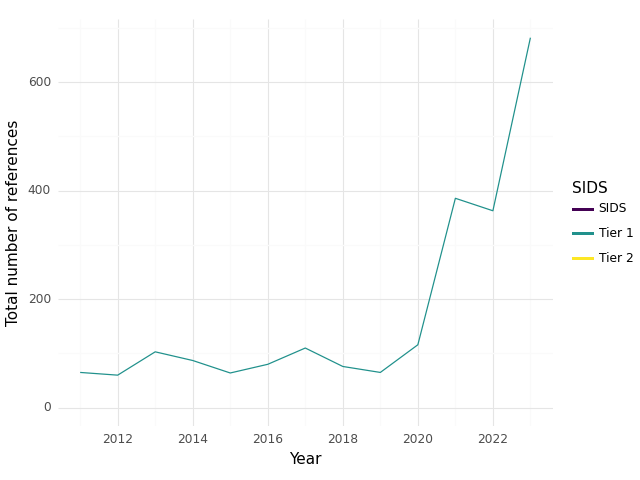 Total number of references
600
400
200
0
2012 2014 2016 2018 2020 2022
Year
SIDS
SIDS
Tier 1
Tier 2